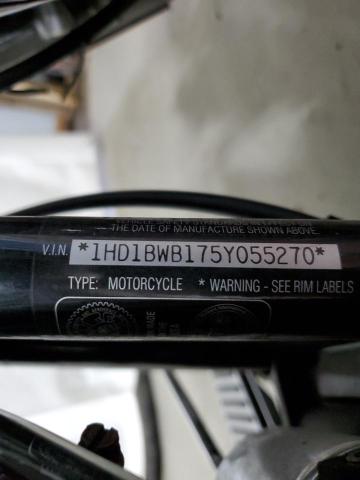 THE DATE OF MANUFACTURE SHOWN ABOVE.
V.I.N. *1HD1BWB175Y055270*
TYPE: MOTORCYCLE * WARNING - SEE RIM LABELS